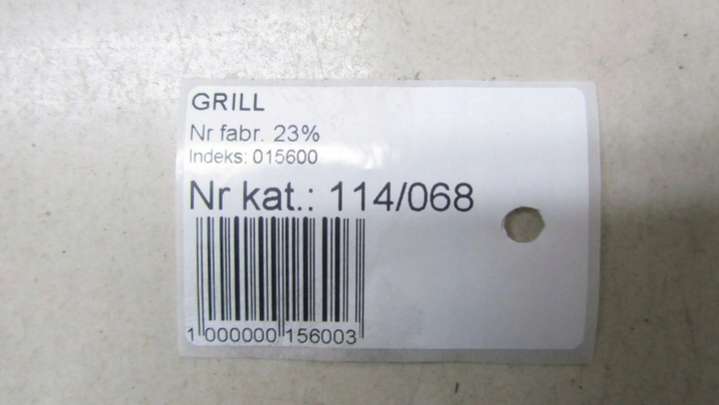 GRILL
Nr fabr. 23%
Indeks: 015600
Nr kat.: 114/068
1 000000 156003